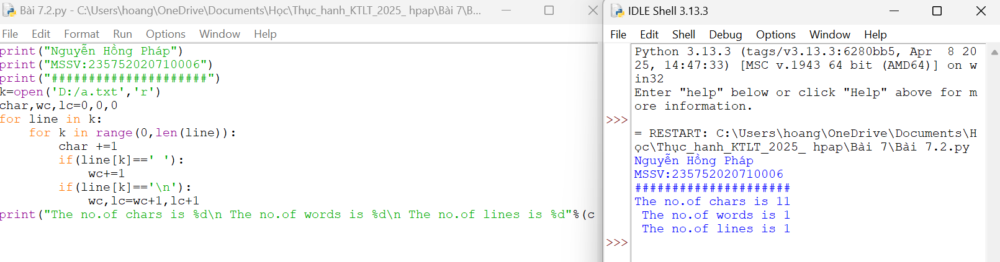 Bài 7.2.py - C:\Users\hoang\OneDrive\Documents\Học\Thực_hanh_KTLT_2025_ hpap\Bài 7\B...
File Edit Format Run Options Window Help
print("Nguyễn Hồng Pháp")
print("MSSV:235752020710006")
print("#####################")
k=open('D:/a.txt','r')
char,wc,lc=0,0,0
for line in k:
    for k in range(0,len(line)):
        char +=1
        if(line[k]==' '):
            wc+=1
        if(line[k]=='\n'):
            wc,lc=wc+1,lc+1
print("The no.of chars is %d\n The no.of words is %d\n The no.of lines is %d"%(c
IDLE Shell 3.13.3
File Edit Shell Debug Options Window Help
Python 3.13.3 (tags/v3.13.3:6280bb5, Apr  8 20
25, 14:47:33) [MSC v.1943 64 bit (AMD64)] on w
in32
Enter "help" below or click "Help" above for m
ore information.
>>>
= RESTART: C:\Users\hoang\OneDrive\Documents\H
ọc\Thực_hanh_KTLT_2025_ hpap\Bài 7\Bài 7.2.py
Nguyễn Hồng Pháp
MSSV:235752020710006
#####################
The no.of chars is 11
 The no.of words is 1
 The no.of lines is 1
>>>